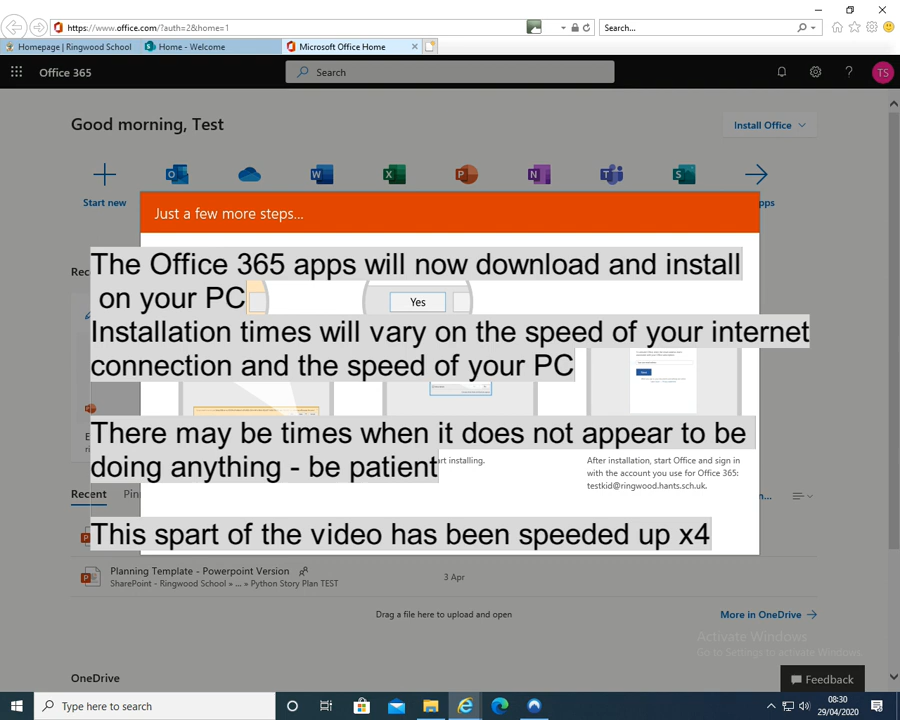 https://www.office.com/?auth=2&home=1
Search...
Homepage | Ringwood School
Home - Welcome
Microsoft Office Home
Office 365
Search
TS
Good morning, Test
Install Office
Start new
Just a few more steps...
The Office 365 apps will now download and install
on your PC
Yes
Installation times will vary on the speed of your internet
connection and the speed of your PC
There may be times when it does not appear to be
doing anything - be patient
installing.
After installation, start Office and sign in
with the account you use for Office 365:
testkid@ringwood.hants.sch.uk.
Recent
This spart of the video has been speeded up x4
Planning Template - Powerpoint Version
SharePoint - Ringwood School » ... » Python Story Plan TEST
3 Apr
Drag a file here to upload and open
More in OneDrive
Activate Windows
Go to Settings to activate Windows.
OneDrive
Feedback
Type here to search
08:30
29/04/2020